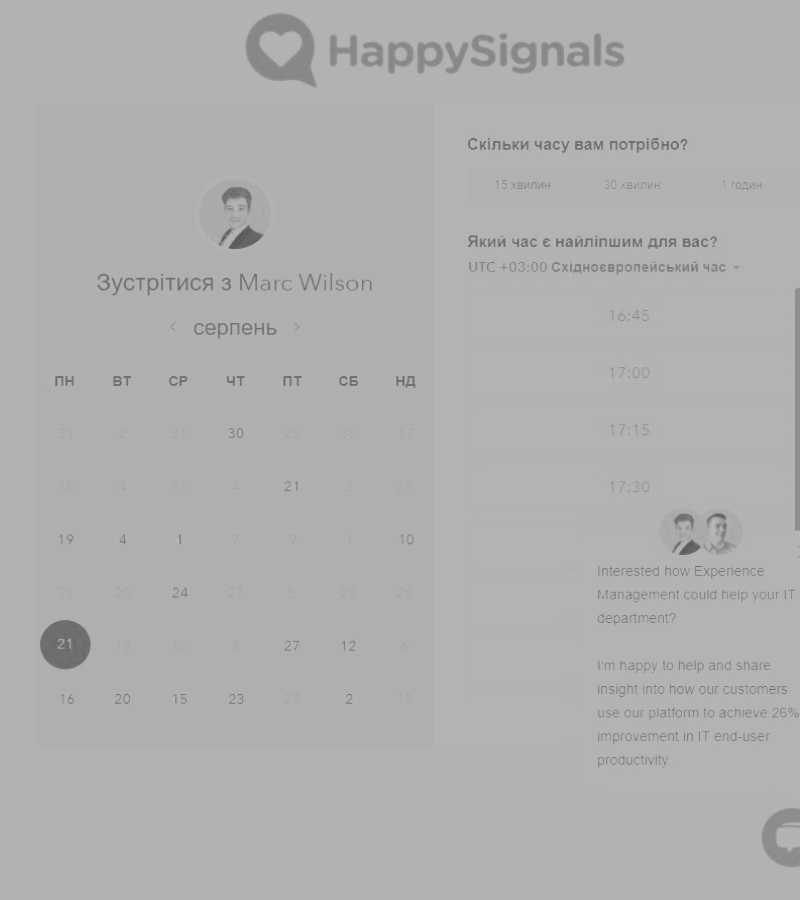 HappySignals
Зустрітися з Marc Wilson
серпень
ПН ВТ СР ЧТ ПТ СБ НД
21 2 21 30 22 30 17
18 4 21 4 21 3 29
19 4 1 7 9 1 10
21 20 24 27 5 20 26
21 15 12 8 27 12 6
16 20 15 23 27 2 13
Скільки часу вам потрібно?
15 хвилин 30 хвилин 1 годин
Який час є найліпшим для вас?
UTC +03:00 Східноєвропейський час
16:45
17:00
17:15
17:30
Interested how Experience
Management could help your IT
department?
I'm happy to help and share
insight into how our customers
use our platform to achieve 26%
improvement in IT end-user
productivity.